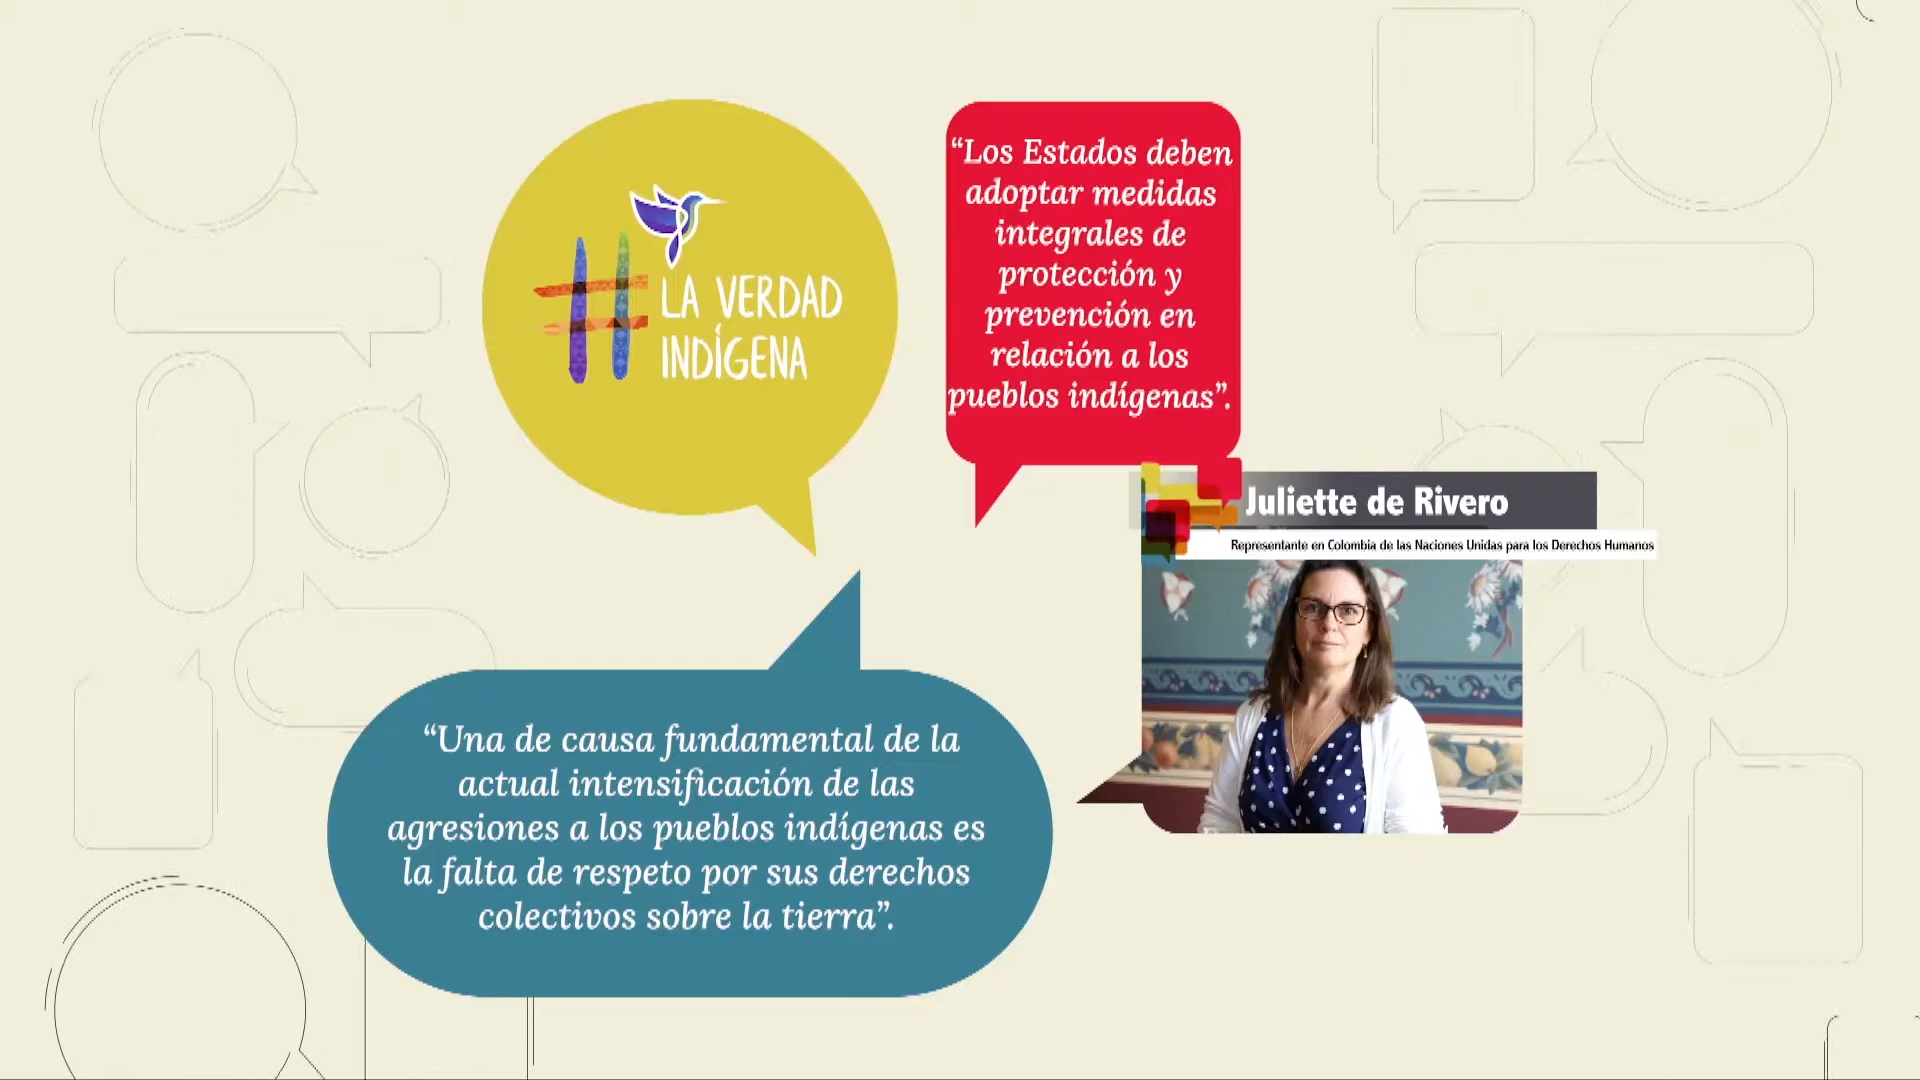 # LA VERDAD
INDÍGENA
“Los Estados deben
adoptar medidas
integrales de
protección y
prevención en
relación a los
pueblos indígenas”.
Juliette de Rivero
Representante en Colombia de las Naciones Unidas para los Derechos Humanos
“Una de causa fundamental de la
actual intensificación de las
agresiones a los pueblos indígenas es
la falta de respeto por sus derechos
colectivos sobre la tierra”.